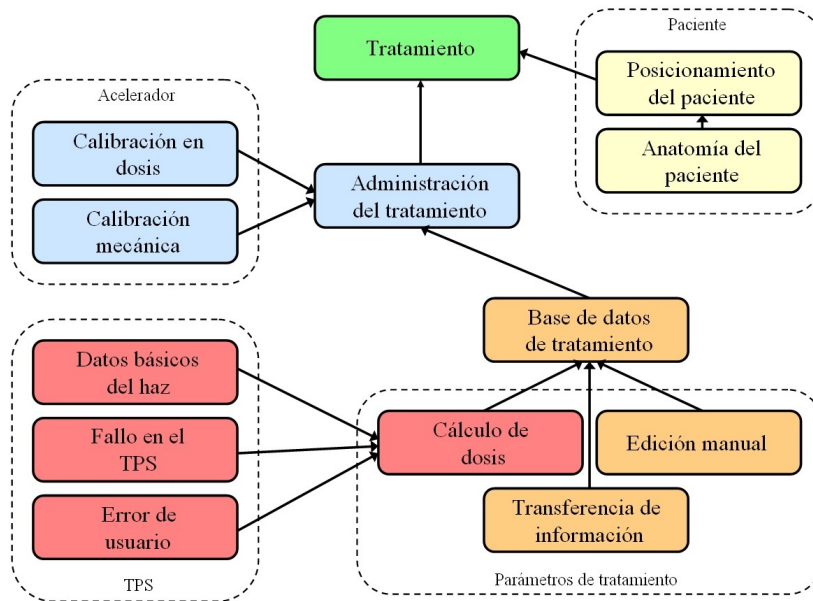 Paciente
Tratamiento
Posicionamiento
del paciente
Anatomía del
paciente
Acelerador
Calibración en
dosis
Calibración
mecánica
Administración
del tratamiento
Base de datos
de tratamiento
Datos básicos
del haz
Fallo en el
TPS
Error de
usuario
TPS
Cálculo de
dosis
Edición manual
Transferencia de
información
Parámetros de tratamiento